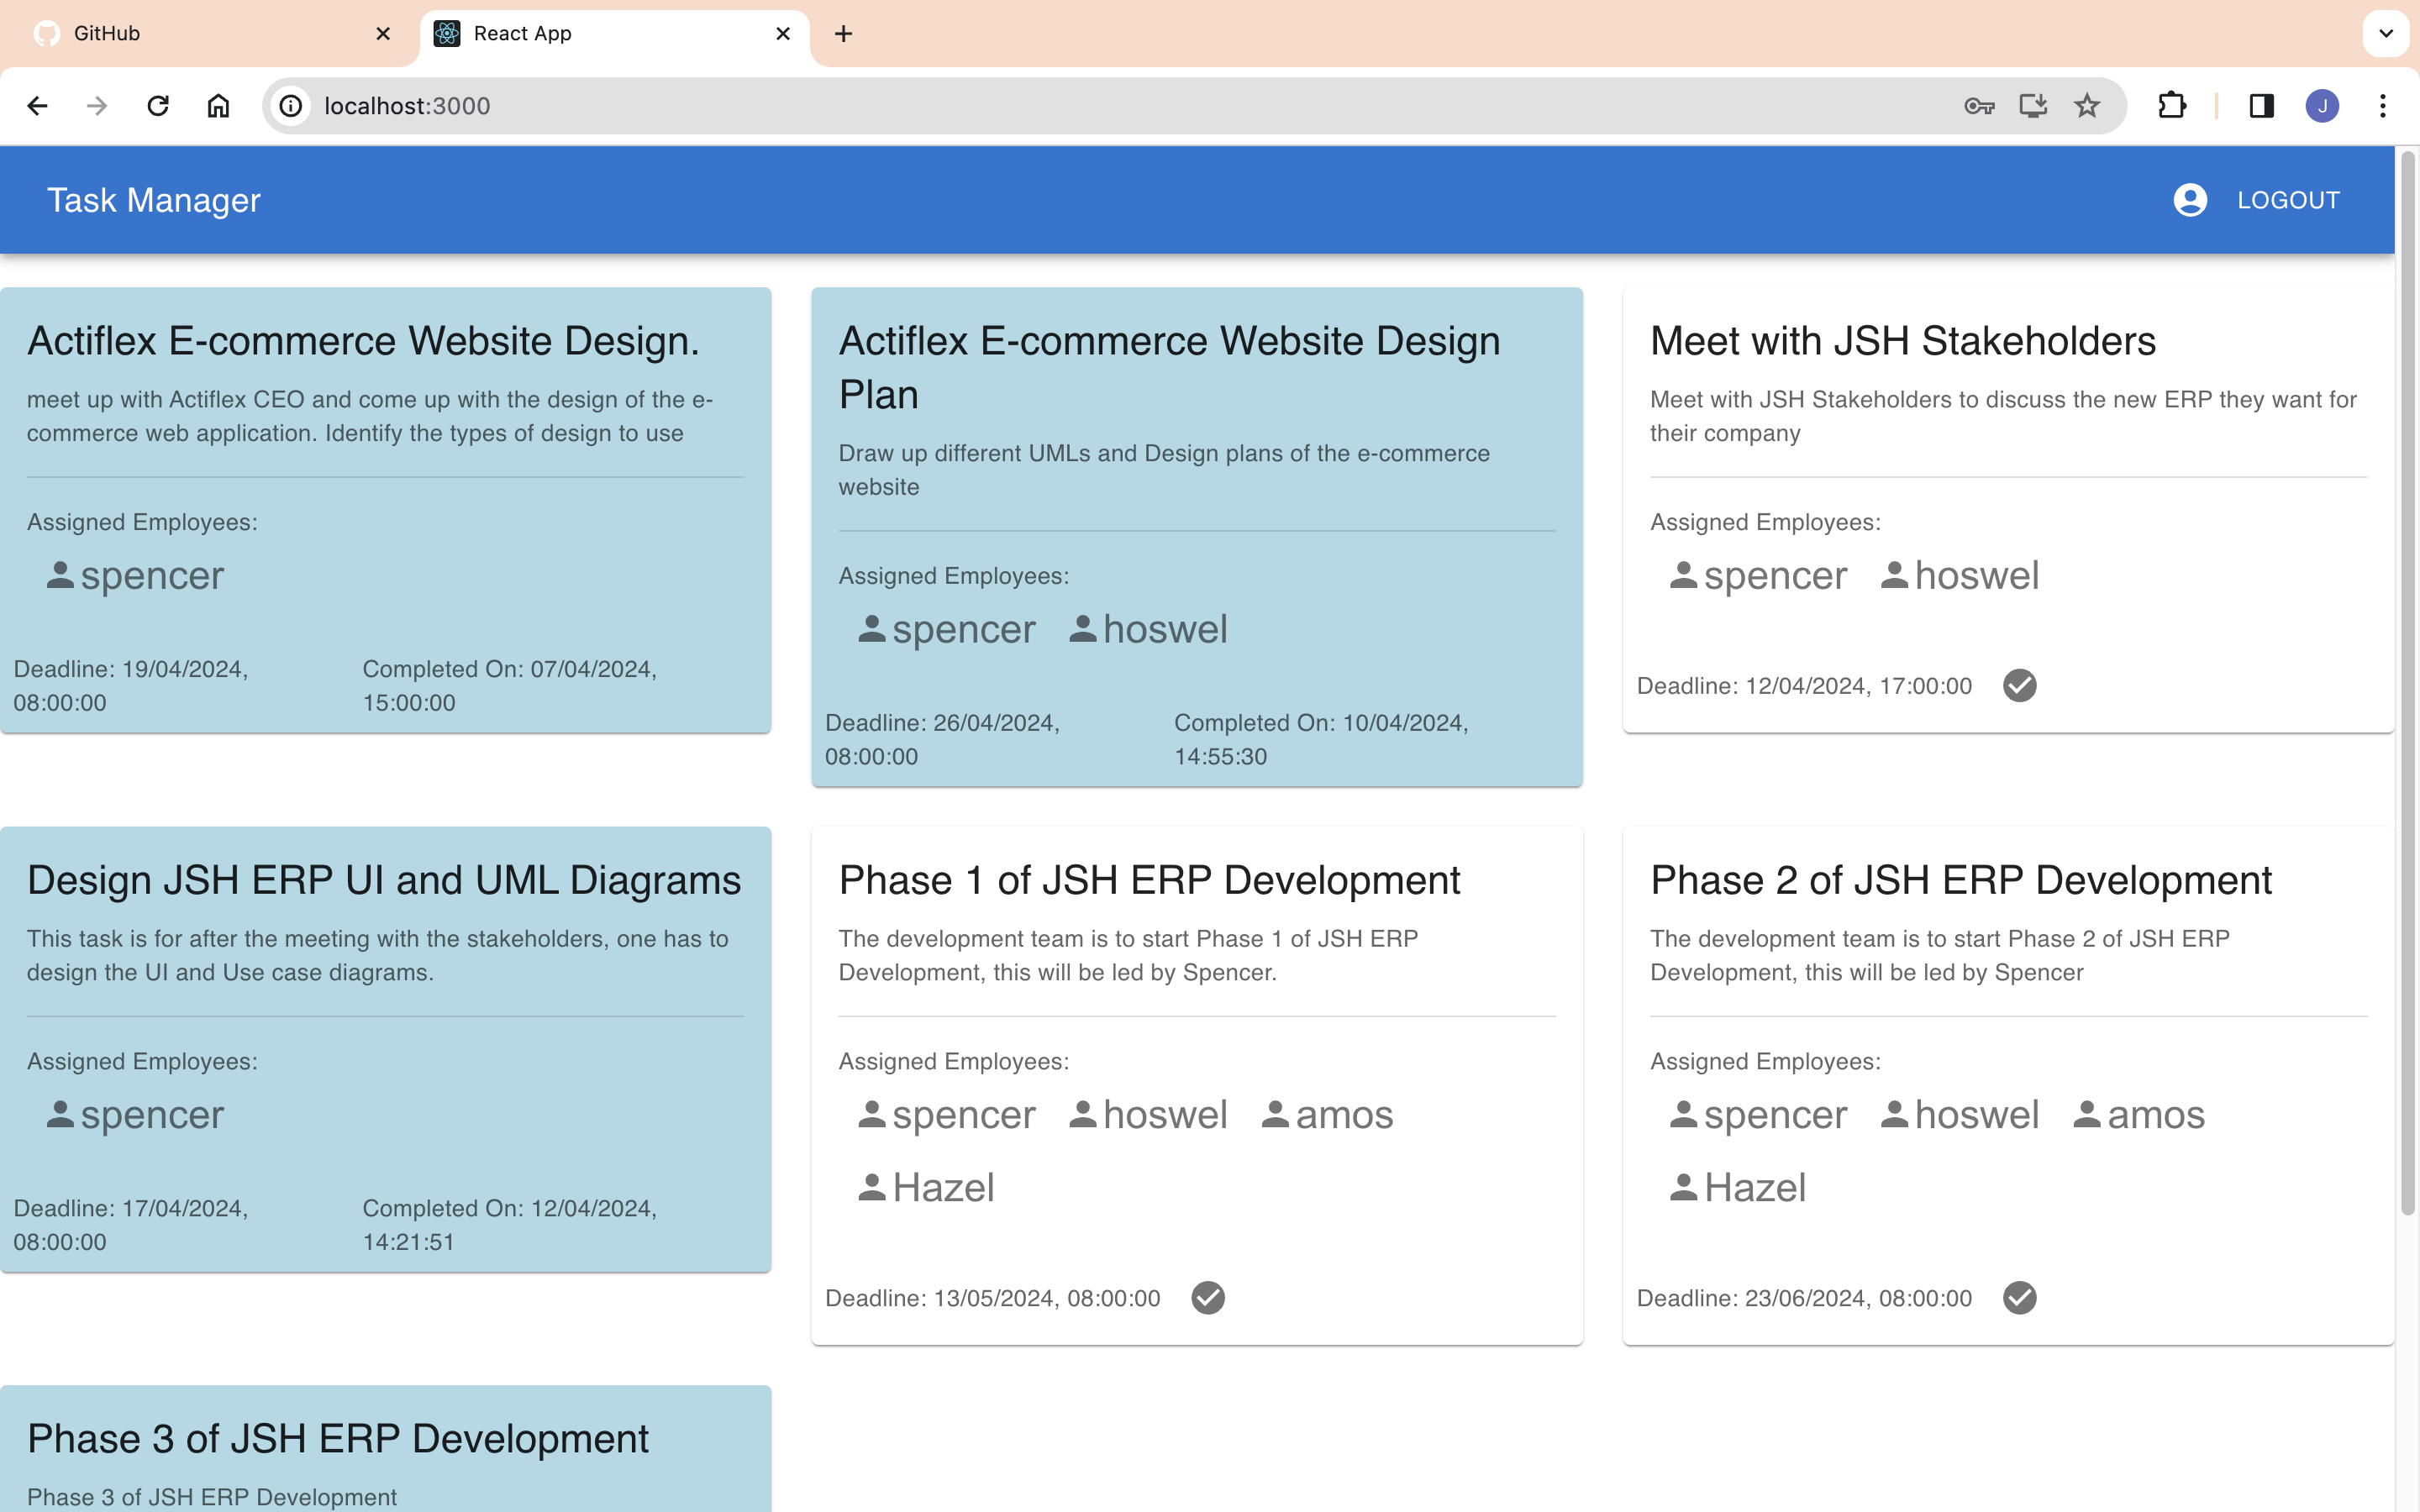 GitHub
React App
localhost:3000
J
Task Manager
LOGOUT
Actiflex E-commerce Website Design.
meet up with Actiflex CEO and come up with the design of the e-
commerce web application. Identify the types of design to use
Assigned Employees:
spencer
Deadline: 19/04/2024,
08:00:00
Completed On: 07/04/2024,
15:00:00
Actiflex E-commerce Website Design
Plan
Draw up different UMLs and Design plans of the e-commerce
website
Assigned Employees:
spencer hoswel
Deadline: 26/04/2024,
08:00:00
Completed On: 10/04/2024,
14:55:30
Meet with JSH Stakeholders
Meet with JSH Stakeholders to discuss the new ERP they want for
their company
Assigned Employees:
spencer hoswel
Deadline: 12/04/2024, 17:00:00
Design JSH ERP UI and UML Diagrams
This task is for after the meeting with the stakeholders, one has to
design the UI and Use case diagrams.
Assigned Employees:
spencer
Deadline: 17/04/2024,
08:00:00
Completed On: 12/04/2024,
14:21:51
Phase 1 of JSH ERP Development
The development team is to start Phase 1 of JSH ERP
Development, this will be led by Spencer.
Assigned Employees:
spencer hoswel amos
Hazel
Deadline: 13/05/2024, 08:00:00
Phase 2 of JSH ERP Development
The development team is to start Phase 2 of JSH ERP
Development, this will be led by Spencer
Assigned Employees:
spencer hoswel amos
Hazel
Deadline: 23/06/2024, 08:00:00
Phase 3 of JSH ERP Development
Phase 3 of JSH ERP Development